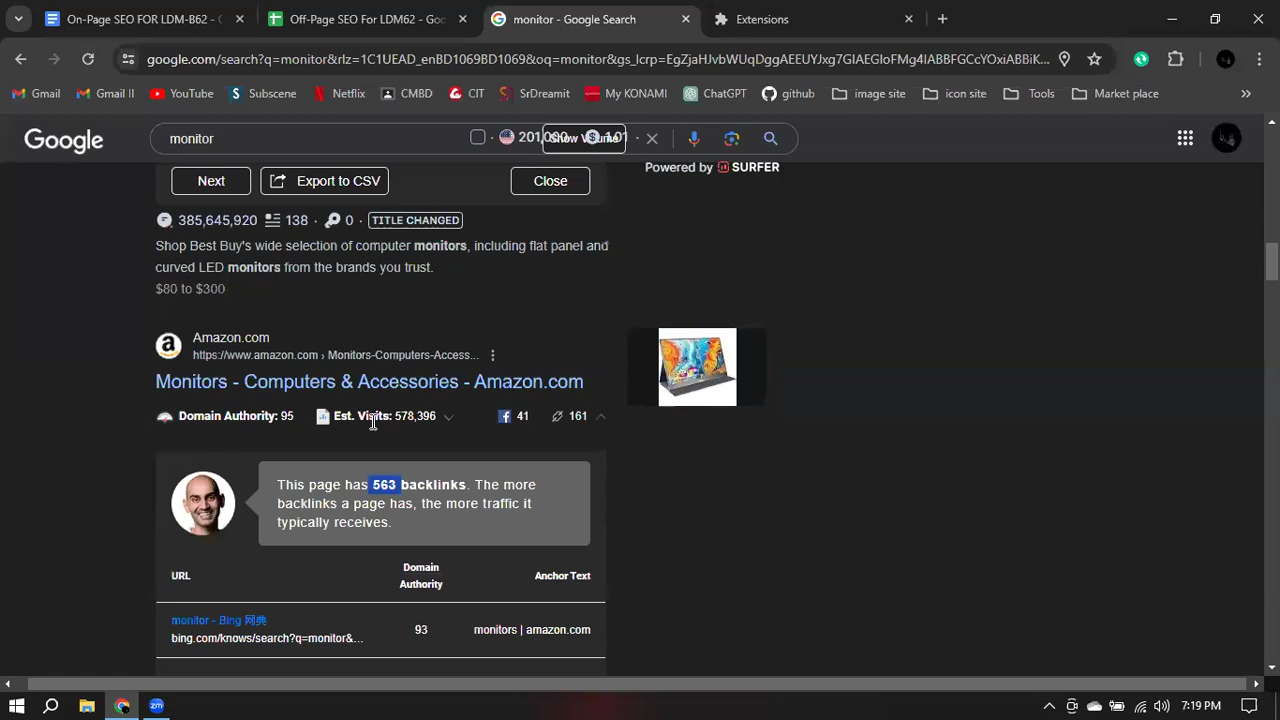 On-Page SEO FOR LDM-B62 - G
Off-Page SEO For LDM62 - Goo
monitor - Google Search
Extensions
google.com/search?q=monitor&rlz=1C1UEAD_enBD1069BD1069&oq=monitor&gs_lcrp=
Gmail
Gmail II
YouTube
Subscene
Netflix
CMBD
CIT
SrDreamit
My KONAMI
ChatGPT
github
image site
icon site
Tools
Market place
Google
monitor
201,000
Show Volume
Powered by SURFER
Next
Export to CSV
Close
385,645,920 138 · 0 · TITLE CHANGED
Shop Best Buy's wide selection of computer monitors, including flat panel and
curved LED monitors from the brands you trust.
$80 to $300
Amazon.com
https://www.amazon.com › Monitors-Computers-Access...
Monitors - Computers & Accessories - Amazon.com
Domain Authority: 95 Est. Visits: 578,396 41 161
This page has 563 backlinks. The more
backlinks a page has, the more traffic it
typically receives.
URL
Domain
Authority
Anchor Text
monitor - Bing 网典
bing.com/knows/search?q=monitor&...
93
monitors | amazon.com
zm
7:19 PM